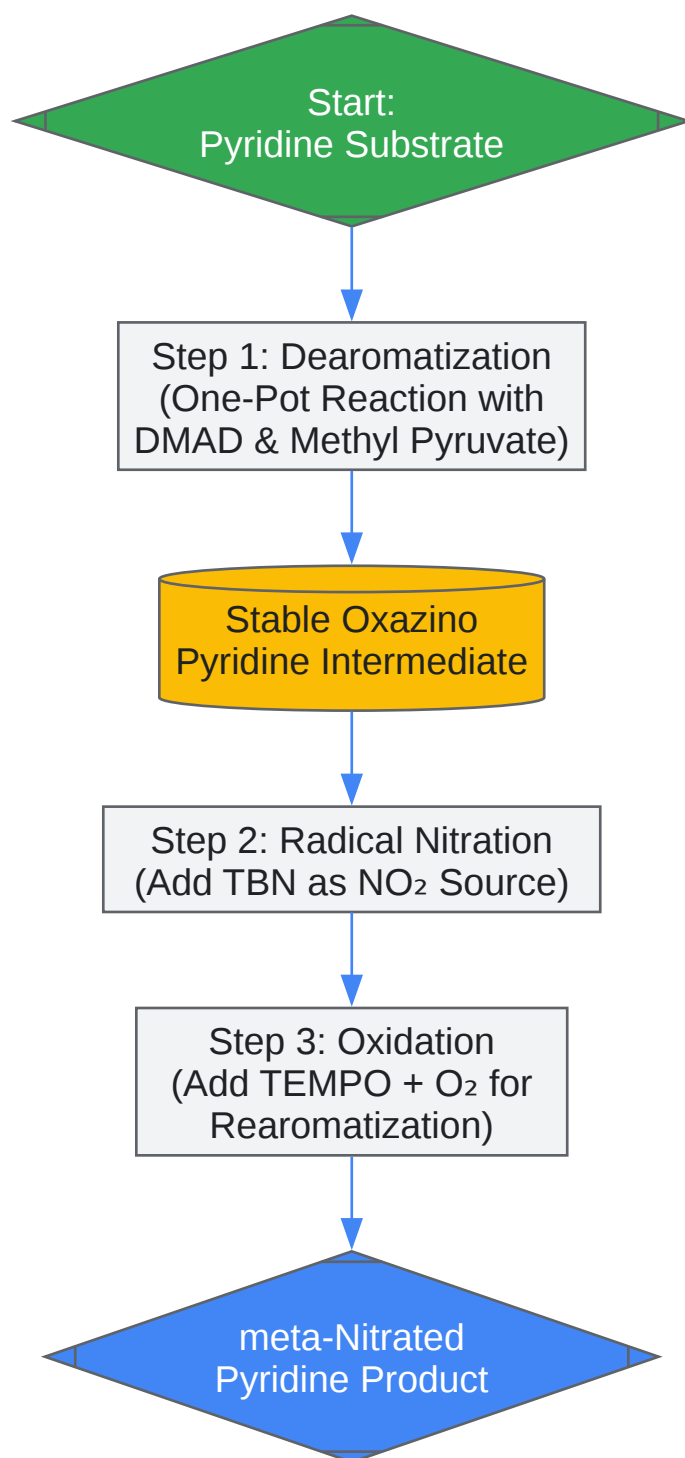 Start:
Pyridine Substrate
Step 1: Dearomatization
(One-Pot Reaction with
DMAD & Methyl Pyruvate)
Stable Oxazino
Pyridine Intermediate
Step 2: Radical Nitration
(Add TBN as NO₂ Source)
Step 3: Oxidation
(Add TEMPO + O₂ for
Rearomatization)
meta-Nitrated
Pyridine Product